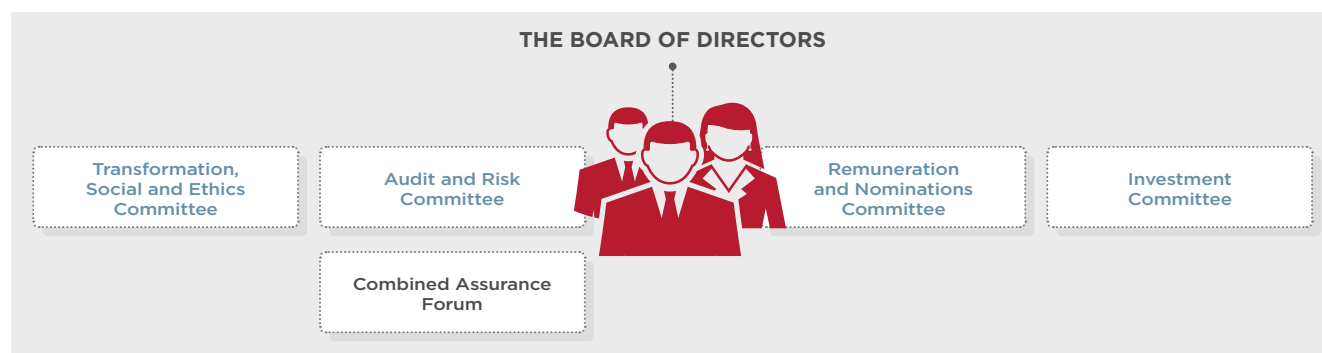 THE BOARD OF DIRECTORS
Transformation,
Social and Ethics
Committee
Audit and Risk
Committee
Remuneration
and Nominations
Committee
Investment
Committee
Combined Assurance
Forum